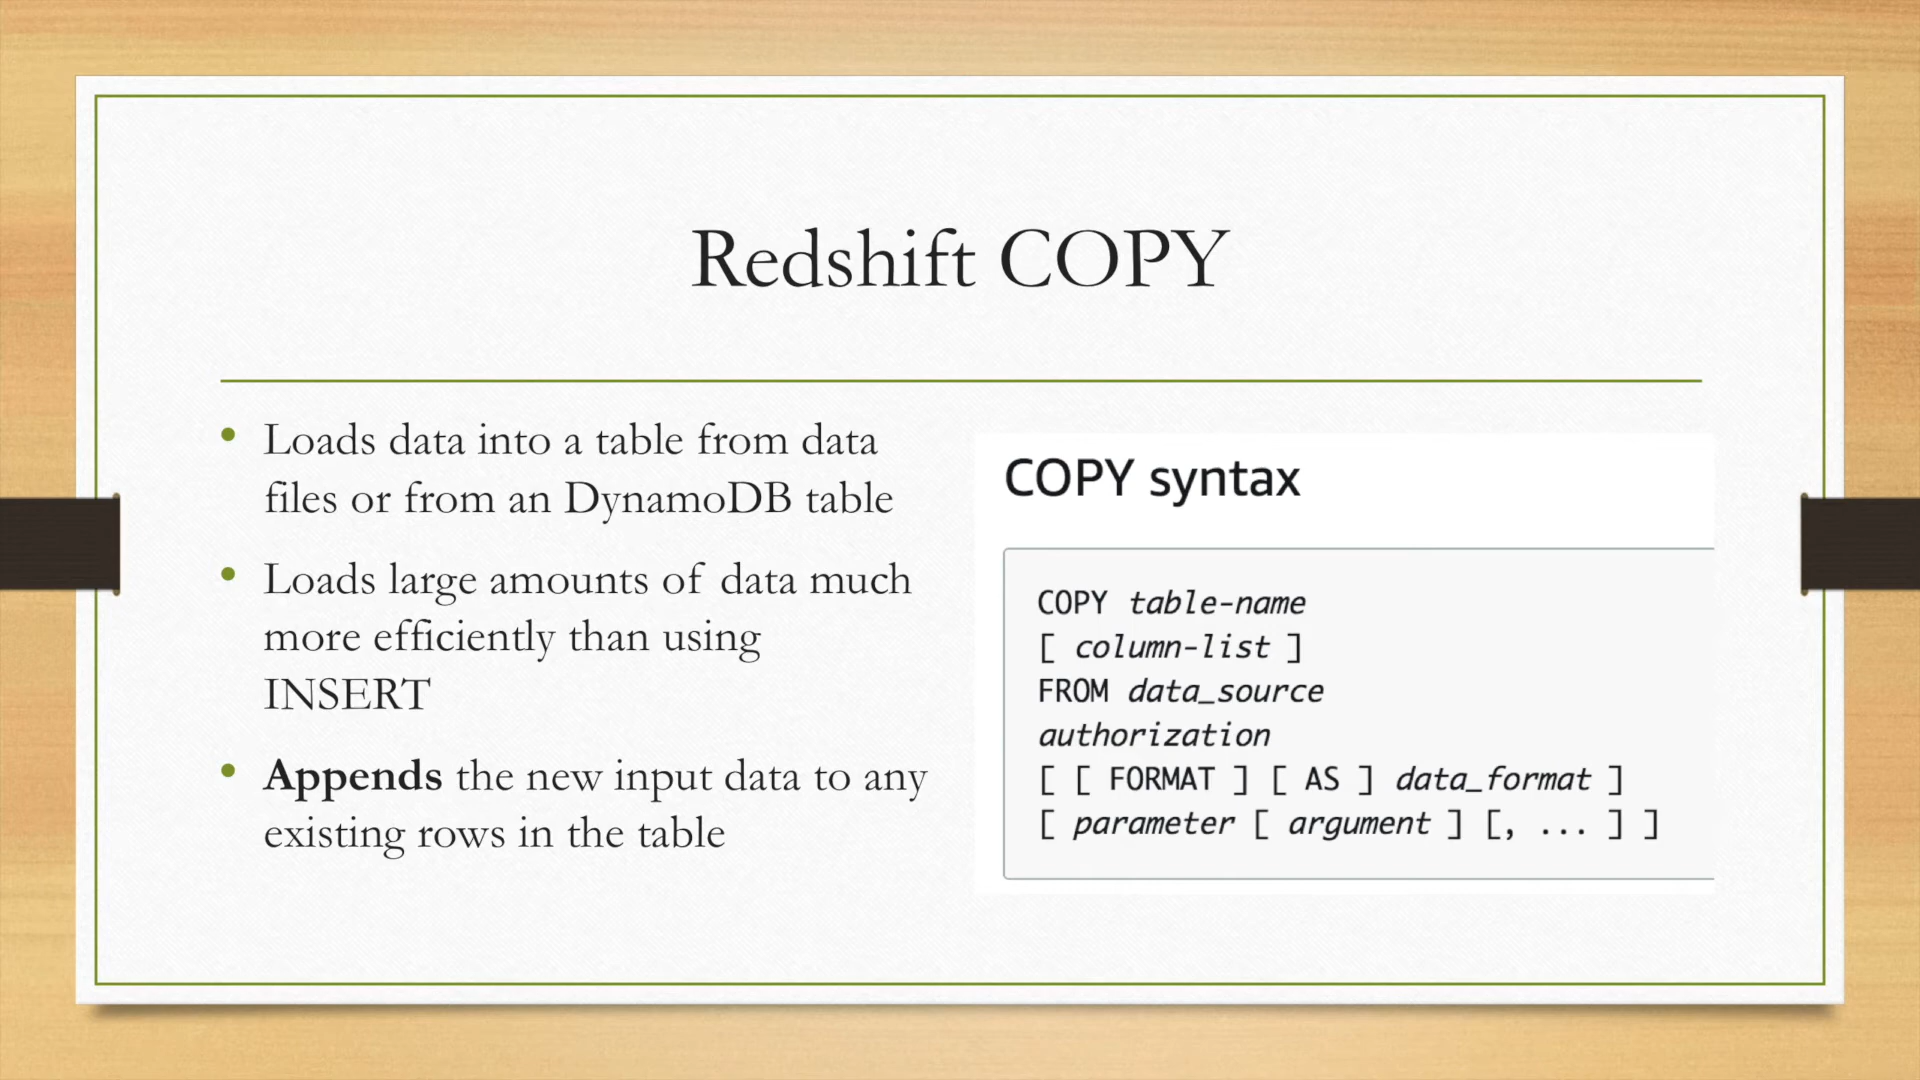 Redshift COPY
• Loads data into a table from data
files or from an DynamoDB table
• Loads large amounts of data much
more efficiently than using
INSERT
• Appends the new input data to any
existing rows in the table
COPY syntax
COPY table-name
[ column-list ]
FROM data_source
authorization
[ [ FORMAT ] [ AS ] data_format ]
[ parameter [ argument ] [, ... ] ]